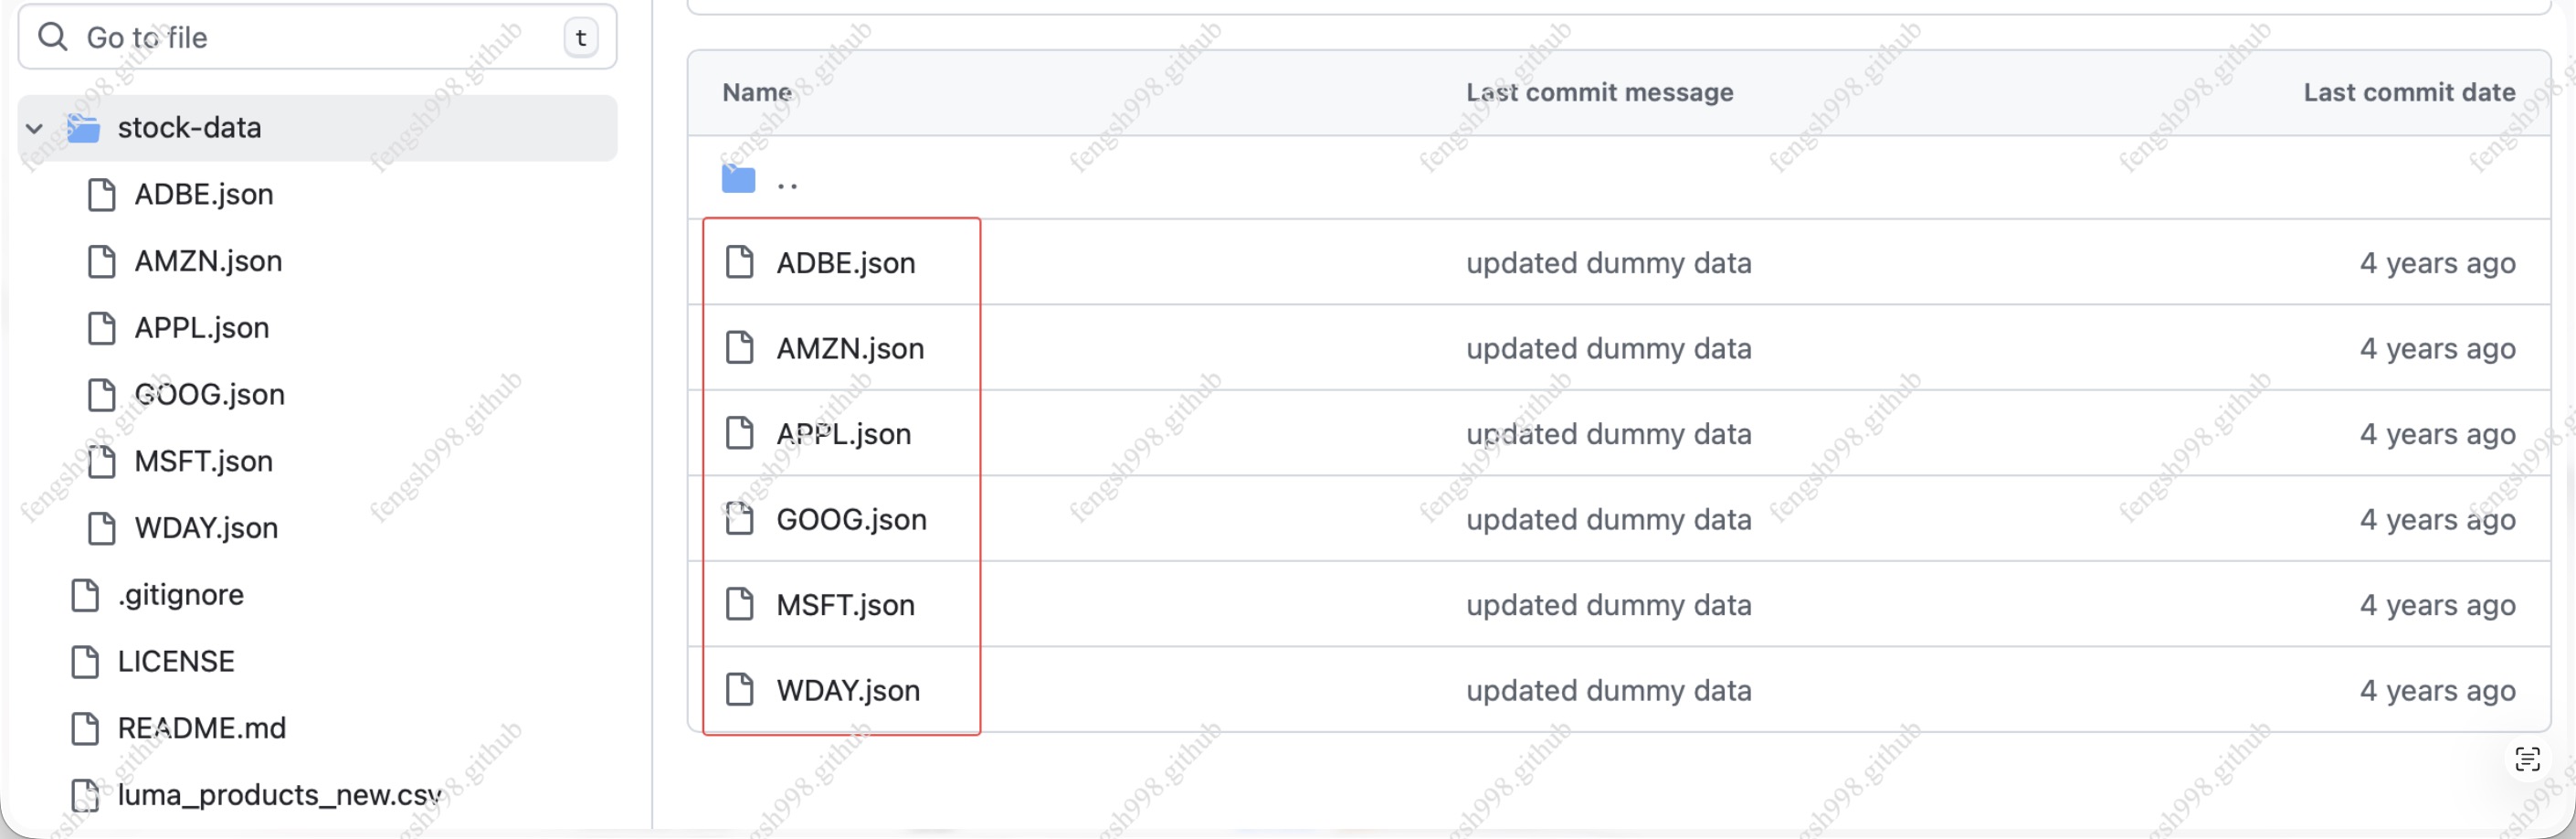 Go to file t
stock-data
ADBE.json
AMZN.json
APPL.json
GOOG.json
MSFT.json
WDAY.json
.gitignore
LICENSE
README.md
luma_products_new.csv
Name Last commit message Last commit date
..
ADBE.json updated dummy data 4 years ago
AMZN.json updated dummy data 4 years ago
APPL.json updated dummy data 4 years ago
GOOG.json updated dummy data 4 years ago
MSFT.json updated dummy data 4 years ago
WDAY.json updated dummy data 4 years ago
fengsh998.github